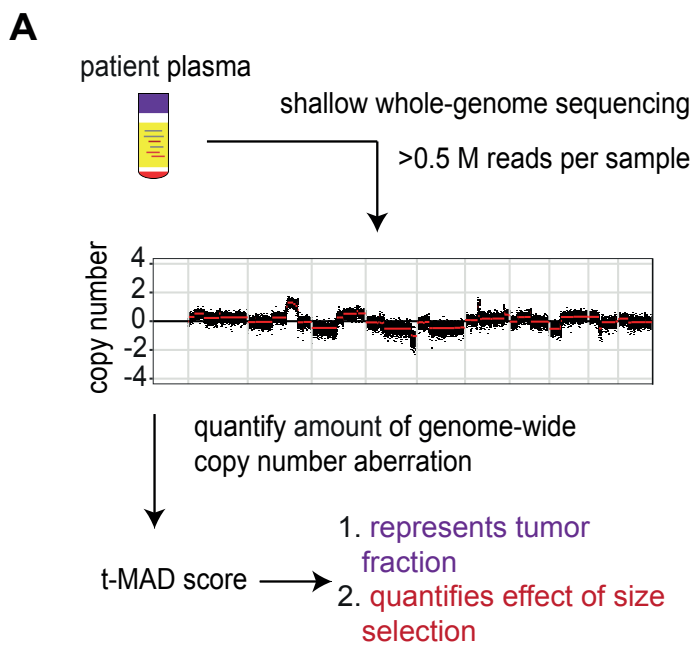 A
patient plasma
shallow whole-genome sequencing
>0.5 M reads per sample
copy number
4
2
0
-2
-4
quantify amount of genome-wide
copy number aberration
t-MAD score
1. represents tumor
fraction
2. quantifies effect of size
selection